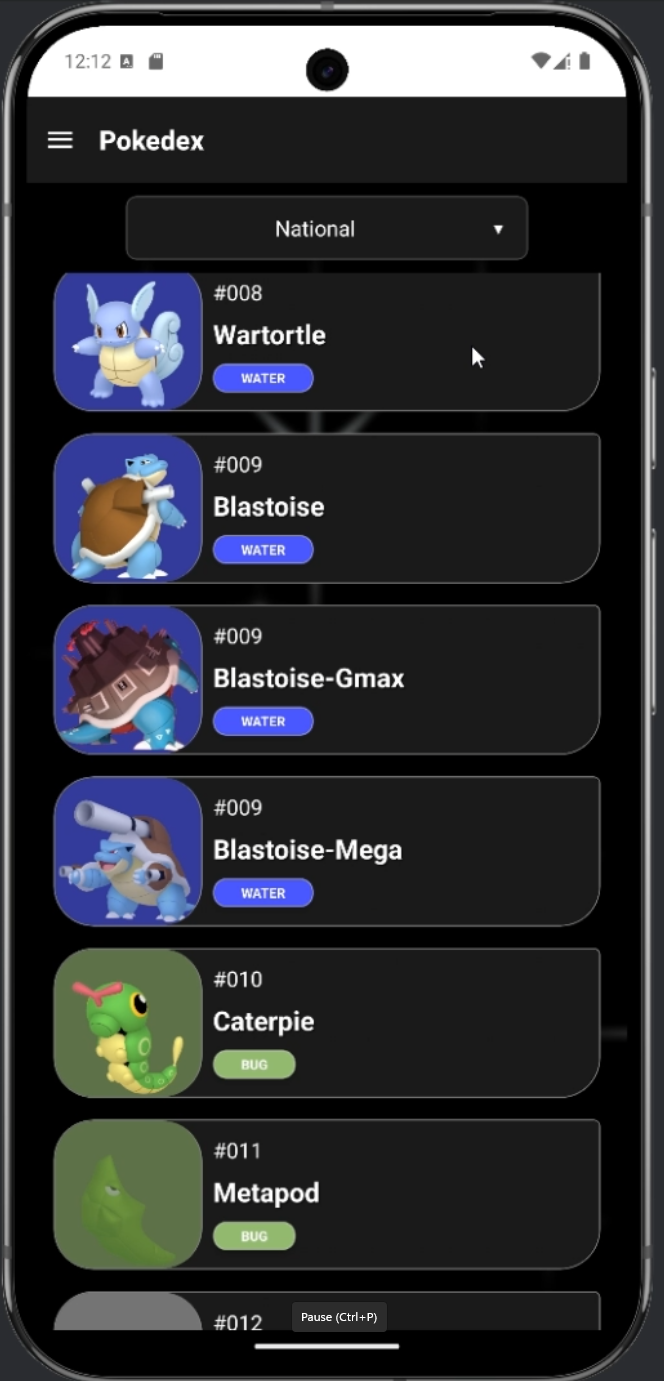 12:12
Pokedex
National
#008
Wartortle
WATER
#009
Blastoise
WATER
#009
Blastoise-Gmax
WATER
#009
Blastoise-Mega
WATER
#010
Caterpie
BUG
#011
Metapod
BUG
#012
Pause (Ctrl+P)